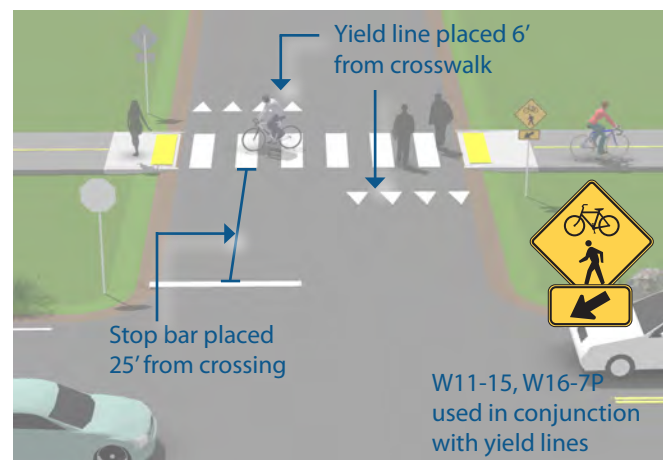 Yield line placed 6’
from crosswalk
Stop bar placed
25’ from crossing
W11-15, W16-7P
used in conjunction
with yield lines